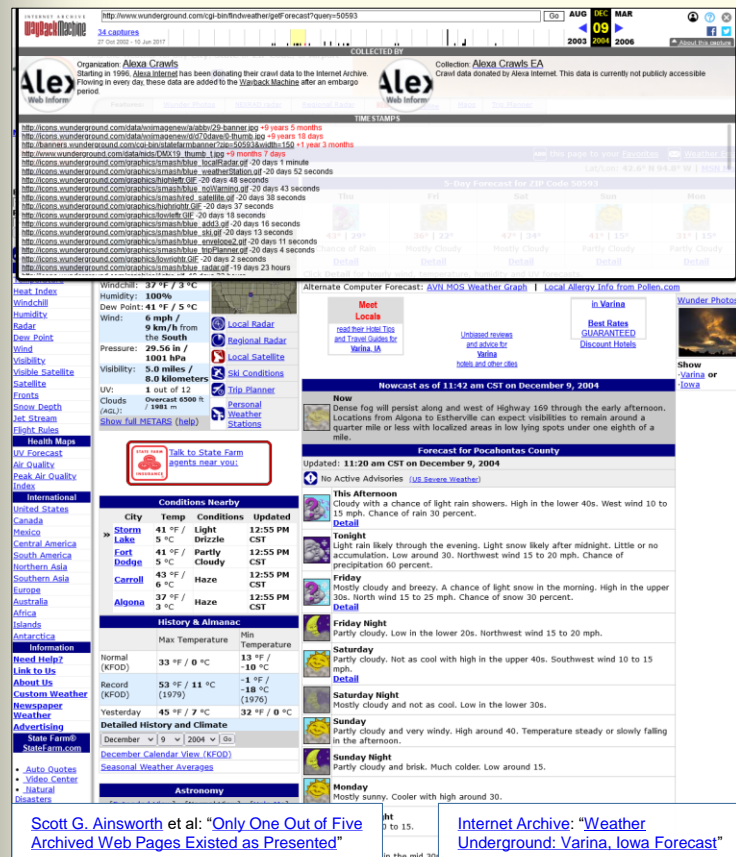 INTERNET ARCHIVE
WayBackMachine
http://www.wunderground.com/cgi-bin/findweather/getForecast?query=50593
Go
AUG DEC MAR
09
2003 2004 2006
34 captures
27 Oct 2002 - 10 Jun 2017
About this capture
COLLECTED BY
Organization: Alexa Crawls
Starting in 1996, Alexa Internet has been donating their crawl data to the Internet Archive.
Flowing in every day, these data are added to the Wayback Machine after an embargo
period.
Collection: Alexa Crawls EA
Crawl data donated by Alexa Internet. This data is currently not publicly accessible
TIMESTAMPS
http://icons.wunderground.com/data/wximagenew/a/abby/29-banner.jpg +9 years 5 months
http://icons.wunderground.com/data/wximagenew/d/d70dave/0-thumb.jpg +9 years 18 days
http://banners.wunderground.com/cgi-bin/statefarmbanner?zip=50593&width=150 +1 year 3 months
http://www.wunderground.com/data/nids/DMX19_thumb_t.jpg +9 months 7 days
http://icons.wunderground.com/graphics/smash/blue_localRadar.gif -20 days 1 minute
http://icons.wunderground.com/graphics/smash/blue_weatherStation.gif -20 days 52 seconds
http://icons.wunderground.com/graphics/highleftr.GIF -20 days 48 seconds
http://icons.wunderground.com/graphics/smash/blue_noWarning.gif -20 days 43 seconds
http://icons.wunderground.com/graphics/smash/red_satellite.gif -20 days 38 seconds
http://icons.wunderground.com/graphics/highrightr.GIF -20 days 37 seconds
http://icons.wunderground.com/graphics/lowleftr.GIF -20 days 18 seconds
http://icons.wunderground.com/graphics/smash/blue_add3.gif -20 days 16 seconds
http://icons.wunderground.com/graphics/smash/blue_ski.gif -20 days 13 seconds
http://icons.wunderground.com/graphics/smash/blue_envelope2.gif -20 days 11 seconds
http://icons.wunderground.com/graphics/smash/blue_tripPlanner.gif -20 days 4 seconds
http://icons.wunderground.com/graphics/lowrightr.GIF -20 days 2 seconds
http://icons.wunderground.com/graphics/smash/blue_radar.gif -19 days 23 hours
5-Day Forecast for ZIP Code 50593
Thu Fri Sat Sun Mon
Heat Index
Windchill
Humidity
Radar
Dew Point
Wind
Visibility
Visible Satellite
Satellite
Fronts
Snow Depth
Jet Stream
Flight Rules
Health Maps
UV Forecast
Air Quality
Peak Air Quality
Index
International
United States
Canada
Mexico
Central America
South America
Northern Asia
Southern Asia
Europe
Australia
Africa
Islands
Antarctica
Information
Need Help?
Link to Us
About Us
Custom Weather
Newspaper
Weather
Advertising
State Farm®
StateFarm.com
Auto Quotes
Video Center
Natural
Disasters
Windchill: 37 °F / 3 °C
Humidity: 100%
Dew Point: 41 °F / 5 °C
Wind: 6 mph /
9 km/h from
the South
Pressure: 29.56 in /
1001 hPa
Visibility: 5.0 miles /
8.0 kilometers
UV: 1 out of 12
Clouds Overcast 6500 ft
(AGL): / 1981 m
Show full METARS (help)
Local Radar
Regional Radar
Local Satellite
Ski Conditions
Trip Planner
Personal
Weather
Stations
STATE FARM
INSURANCE
Talk to State Farm
agents near you:
Conditions Nearby
City Temp Conditions Updated
» Storm Lake 41 °F / 5 °C Light Drizzle 12:55 PM CST
Fort Dodge 41 °F / 5 °C Partly Cloudy 12:55 PM CST
Carroll 43 °F / 6 °C Haze 12:55 PM CST
Algona 37 °F / 3 °C Haze 12:55 PM CST
History & Almanac
Max Temperature Min Temperature
Normal (KFOD) 33 °F / 0 °C 13 °F / -10 °C
Record (KFOD) 53 °F / 11 °C (1979) -1 °F / -18 °C (1976)
Yesterday 45 °F / 7 °C 32 °F / 0 °C
Detailed History and Climate
December 9 2004 Go
December Calendar View (KFOD)
Seasonal Weather Averages
Astronomy
Alternate Computer Forecast: AVN MOS Weather Graph | Local Allergy Info from Pollen.com
Meet
Locals
read their Hotel Tips
and Travel Guides for
Varina, IA
Unbiased reviews
and advice for
Varina
hotels and other cities
in Varina
Best Rates
GUARANTEED
Discount Hotels
Wunder Photos
Show
-Varina or
-Iowa
Nowcast as of 11:42 am CST on December 9, 2004
Now
Dense fog will persist along and west of Highway 169 through the early afternoon.
Locations from Algona to Estherville can expect visibilities to remain around a
quarter mile or less with localized areas in low lying spots under one eighth of a
mile.
Forecast for Pocahontas County
Updated: 11:20 am CST on December 9, 2004
No Active Advisories (US Severe Weather)
This Afternoon
Cloudy with a chance of light rain showers. High in the lower 40s. West wind 10 to
15 mph. Chance of rain 30 percent.
Detail
Tonight
Light rain likely through the evening. Light snow likely after midnight. Little or no
accumulation. Low around 30. Northwest wind 15 to 20 mph. Chance of
precipitation 60 percent.
Friday
Mostly cloudy and breezy. A chance of light snow in the morning. High in the upper
30s. North wind 15 to 25 mph. Chance of snow 30 percent.
Detail
Friday Night
Partly cloudy. Low in the lower 20s. Northwest wind 15 to 20 mph.
Saturday
Partly cloudy. Not as cool with high in the upper 40s. Southwest wind 10 to 15
mph.
Detail
Saturday Night
Mostly cloudy and not as cool. Low in the lower 30s.
Sunday
Partly cloudy and very windy. High around 40. Temperature steady or slowly falling
in the afternoon.
Sunday Night
Partly cloudy and brisk. Much colder. Low around 15.
Monday
Mostly sunny. Cooler with high around 30.
Scott G. Ainsworth et al: “Only One Out of Five
Archived Web Pages Existed as Presented”
Internet Archive: “Weather
Underground: Varina, Iowa Forecast”